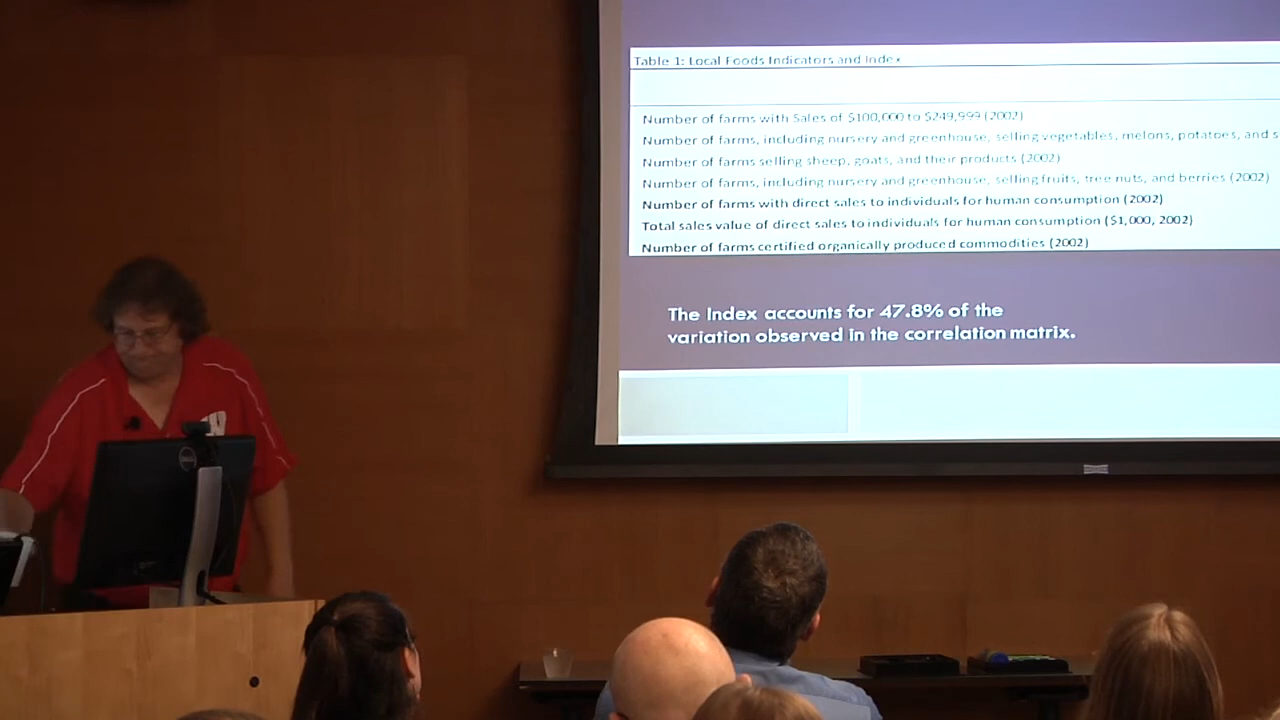 Table 1: Local Foods Indicators and Index
Number of farms with Sales of $100,000 to $249,999 (2002)
Number of farms, including nursery and greenhouse, selling vegetables, melons, potatoes, and s
Number of farms selling sheep, goats, and their products (2002)
Number of farms, including nursery and greenhouse, selling fruits, tree nuts, and berries (2002)
Number of farms with direct sales to individuals for human consumption (2002)
Total sales value of direct sales to individuals for human consumption ($1,000, 2002)
Number of farms certified organically produced commodities (2002)
The Index accounts for 47.8% of the
variation observed in the correlation matrix.
W
DELL